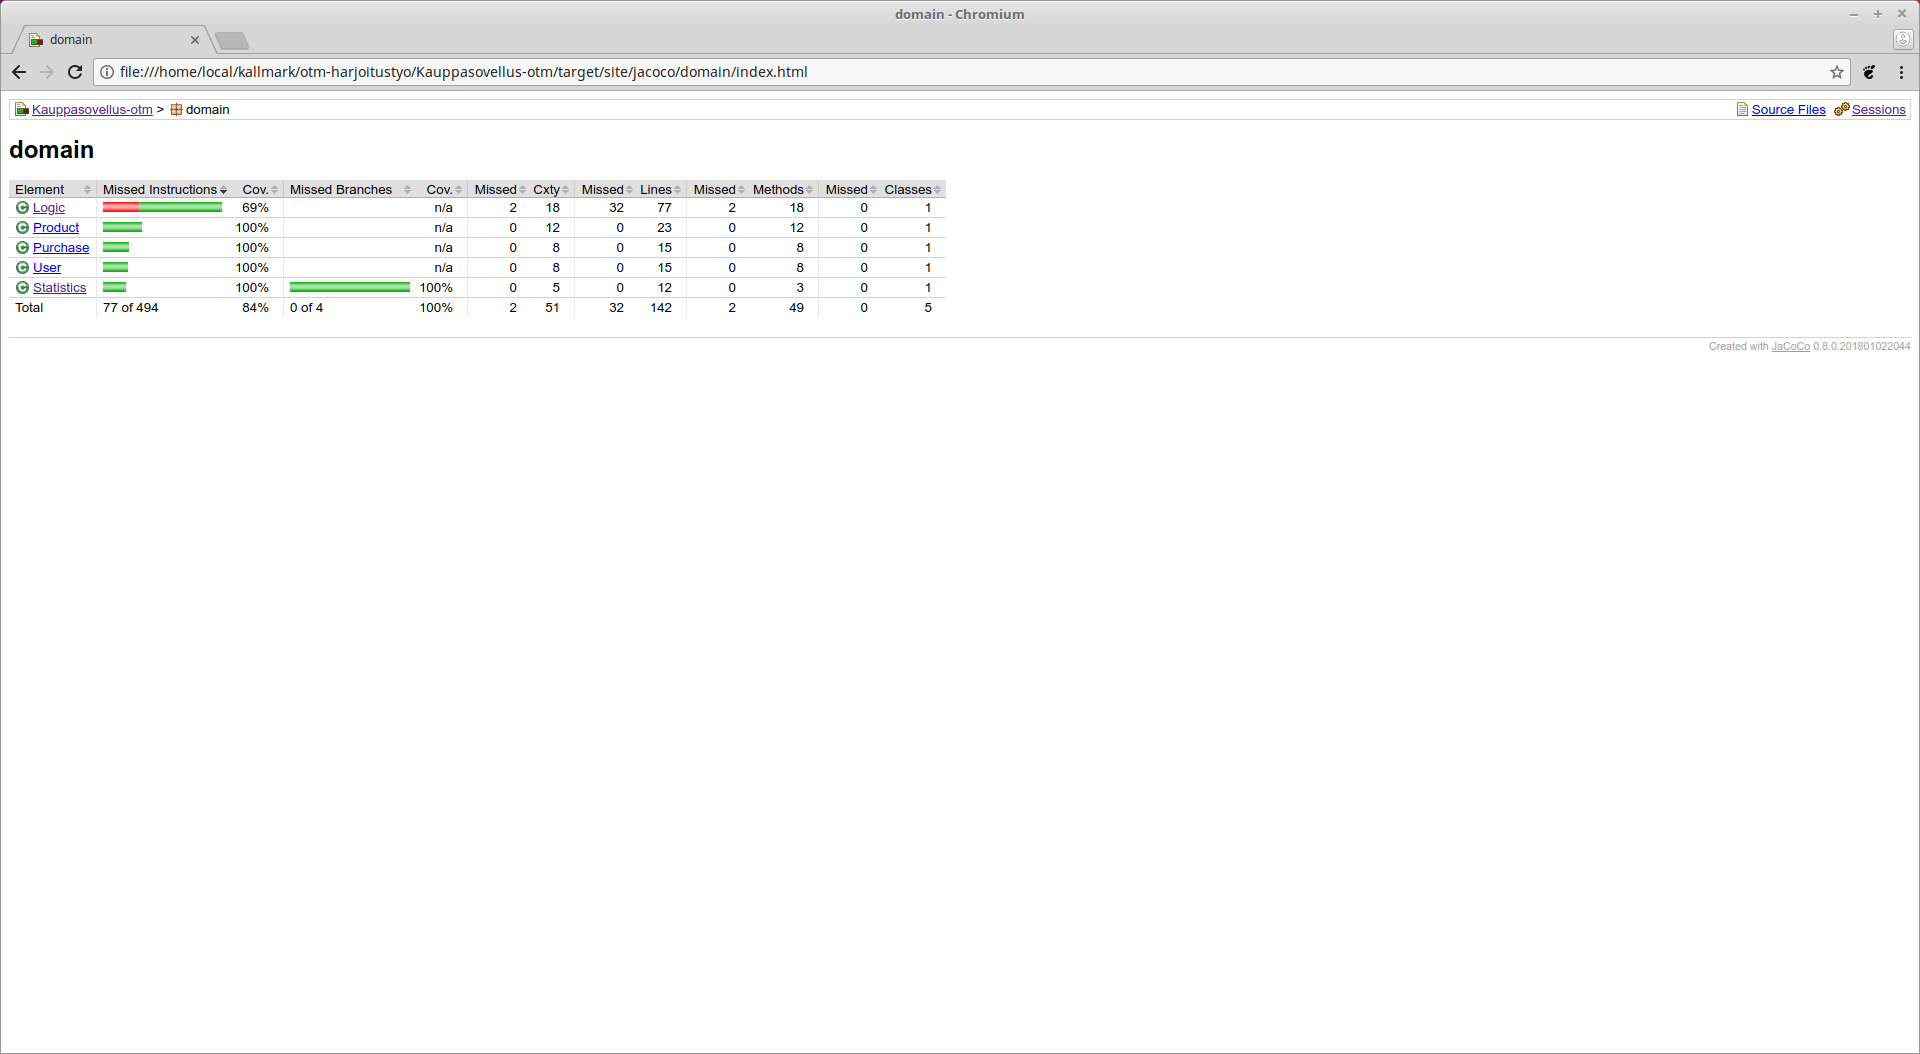 domain - Chromium
domain
file:///home/local/kallmark/otm-harjoitustyo/Kauppasovellus-otm/target/site/jacoco/domain/index.html
Kauppasovellus-otm > domain Source Files Sessions
domain
Element Missed Instructions Cov. Missed Branches Cov. Missed Cxty Missed Lines Missed Methods Missed Classes
Logic 69% n/a 2 18 32 77 2 18 0 1
Product 100% n/a 0 12 0 23 0 12 0 1
Purchase 100% n/a 0 8 0 15 0 8 0 1
User 100% n/a 0 8 0 15 0 8 0 1
Statistics 100% 100% 0 5 0 12 0 3 0 1
Total 77 of 494 84% 0 of 4 100% 2 51 32 142 2 49 0 5
Created with JaCoCo 0.8.0.201801022044